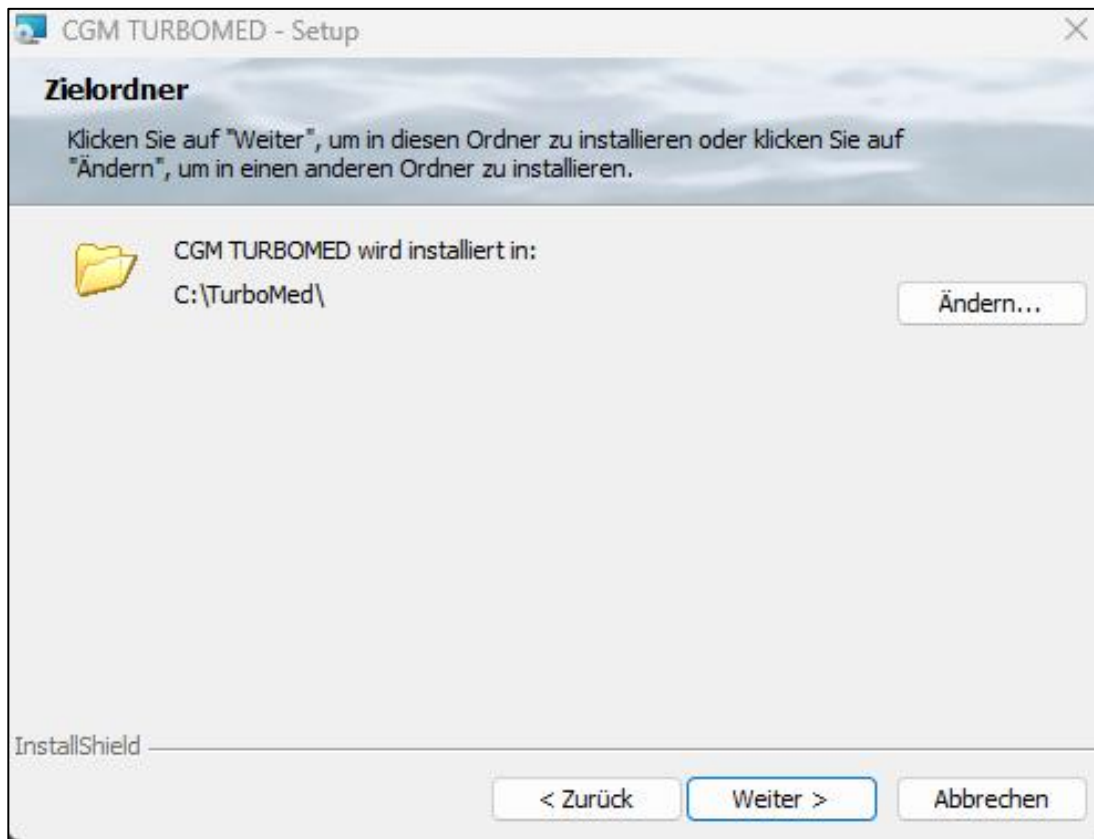 CGM TURBOMED - Setup
Zielordner
Klicken Sie auf "Weiter", um in diesen Ordner zu installieren oder klicken Sie auf
"Ändern", um in einen anderen Ordner zu installieren.
CGM TURBOMED wird installiert in:
C:\TurboMed\
Ändern...
InstallShield
< Zurück
Weiter >
Abbrechen